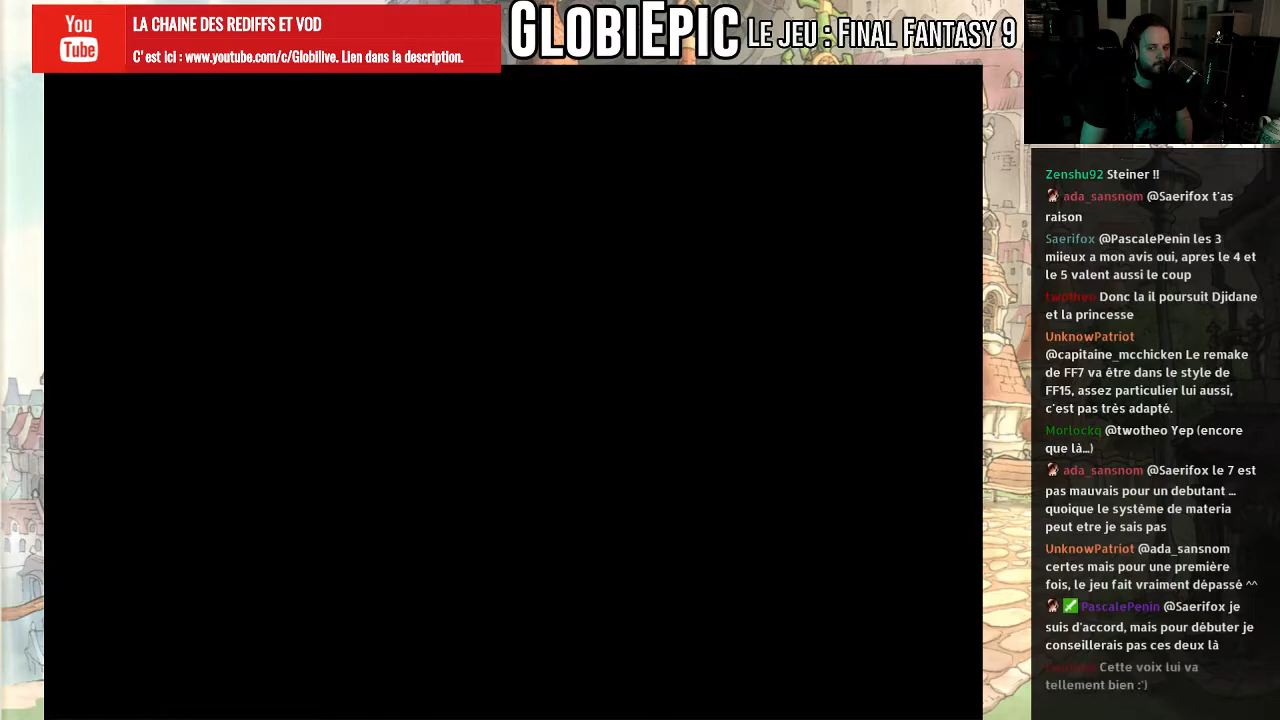 You
Tube
LA CHAINE DES REDIFFS ET VOD
C'est ici : www.youtube.com/c/Globilive. Lien dans la description.
GLOBIEPIC LE JEU : FINAL FANTASY 9
Zenshu92 Steiner !!
ada_sansnom @Saerifox t'as
raison
Saerifox @PascalePenin les 3
miieux a mon avis oui, apres le 4 et
le 5 valent aussi le coup
twotheo Donc la il poursuit Djidane
et la princesse
UnknowPatriot
@capitaine_mcchicken Le remake
de FF7 va être dans le style de
FF15, assez particulier lui aussi,
c'est pas très adapté.
Morlockq @twotheo Yep (encore
que là...)
ada_sansnom @Saerifox le 7 est
pas mauvais pour un debutant ...
quoique le système de materia
peut etre je sais pas
UnknowPatriot @ada_sansnom
certes mais pour une première
fois, le jeu fait vraiment dépassé ^^
PascalePenin @Saerifox je
suis d'accord, mais pour débuter je
conseillerais pas ces deux là
twotheo Cette voix lui va
tellement bien :')